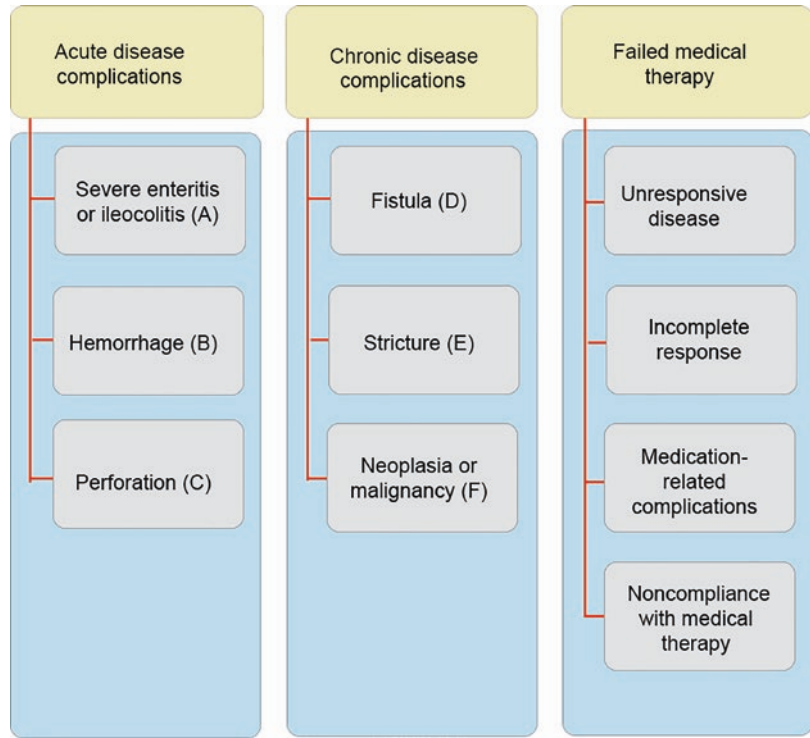 Acute disease
complications
Severe enteritis
or ileocolitis (A)
Hemorrhage (B)
Perforation (C)
Chronic disease
complications
Fistula (D)
Stricture (E)
Neoplasia or
malignancy (F)
Failed medical
therapy
Unresponsive
disease
Incomplete
response
Medication-
related
complications
Noncompliance
with medical
therapy